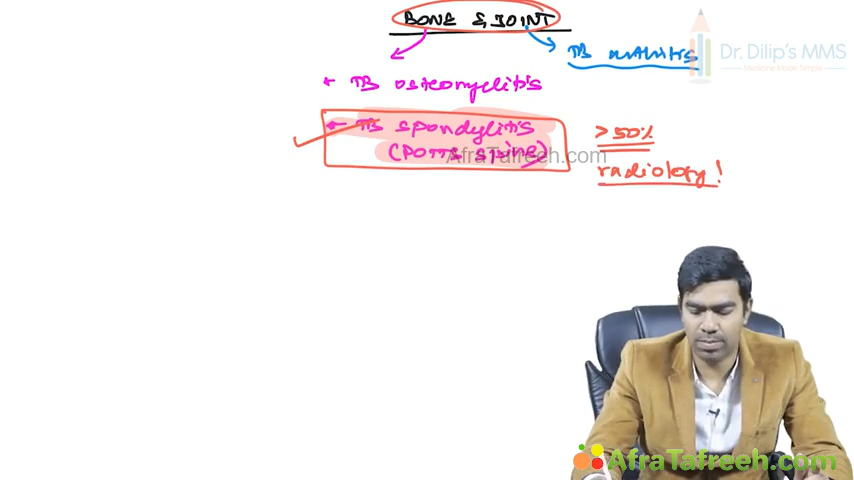 BONE & JOINT
TB arthritis
TB osteomyelitis
TB spondylitis
(POTTS spine)
>50%
radiology!
Dr. Dilip's MMS
Medicine Made Simple
AfraTafreeh.com
AfraTafreeh.com